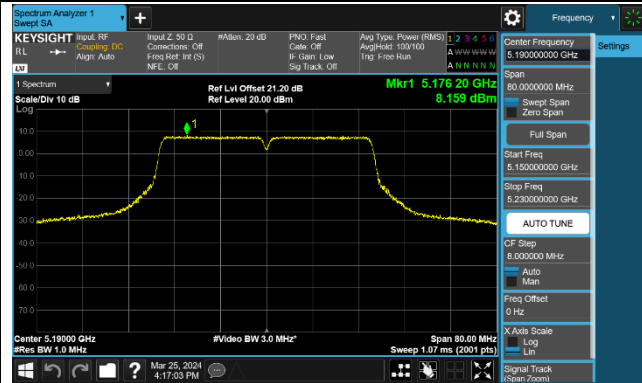 Spectrum Analyzer 1
Swept SA
Frequency
KEYSIGHT
RL
LXI
Input: RF
Coupling: DC
Align: Auto
Input Z: 50 Ω
Corrections: Off
Freq Ref: Int (S)
NFE: Off
#Atten: 20 dB
PNO: Fast
Gate: Off
IF Gain: Low
Sig Track: Off
Avg Type: Power (RMS)
Avg|Hold: 100/100
Trig: Free Run
1 2 3 4 5 6
A W W W W W
A N N N N N
1 Spectrum
Scale/Div 10 dB
Log
Ref Lvl Offset 21.20 dB
Ref Level 20.00 dBm
Mkr1 5.176 20 GHz
8.159 dBm
1
10.0
0.00
-10.0
-20.0
-30.0
-40.0
-50.0
-60.0
-70.0
Center 5.19000 GHz
#Res BW 1.0 MHz
#Video BW 3.0 MHz*
Span 80.00 MHz
Sweep 1.07 ms (2001 pts)
Mar 25, 2024
4:17:03 PM
Center Frequency
5.190000000 GHz
Settings
Span
80.0000000 MHz
Swept Span
Zero Span
Full Span
Start Freq
5.150000000 GHz
Stop Freq
5.230000000 GHz
AUTO TUNE
CF Step
8.000000 MHz
Auto
Man
Freq Offset
0 Hz
X Axis Scale
Log
Lin
Signal Track
(Span Zoom)